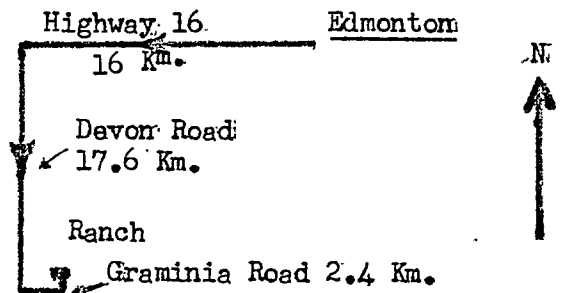 Highway 16 Edmonton
16 Km. N
Devon Road
17.6 Km.
Ranch
Graminia Road 2.4 Km.